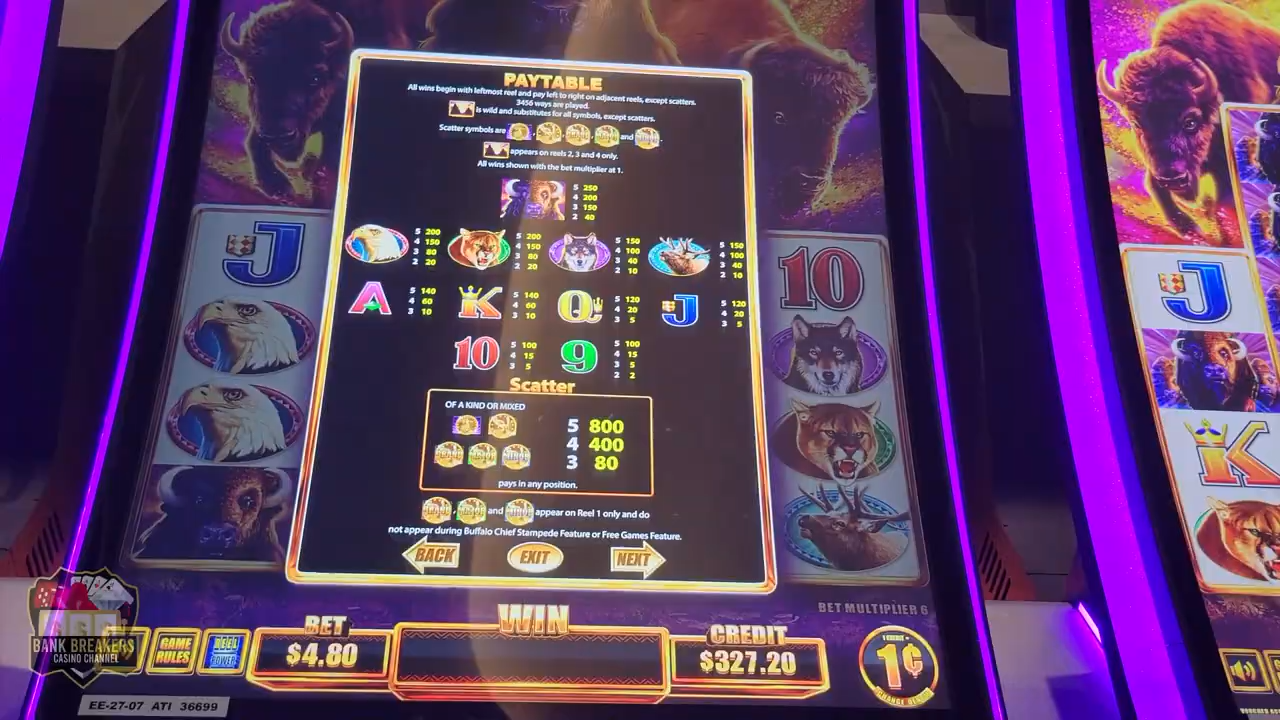 PAYTABLE
All wins begin with leftmost reel and pay left to right on adjacent reels, except scatters.
3456 ways are played.
is wild and substitutes for all symbols, except scatters.
Scatter symbols are , , , and .
appears on reels 2, 3 and 4 only.
All wins shown with the bet multiplier at 1.
5 250
4 200
3 150
2 40
5 200
4 150
3 80
2 20
5 200
4 150
3 80
2 20
5 150
4 100
3 40
2 10
5 150
4 100
3 40
2 10
A
5 140
4 60
3 10
K
5 140
4 60
3 10
Q
5 120
4 20
3 5
J
5 120
4 20
3 5
10
5 100
4 15
3 5
9
5 100
4 15
3 5
2 2
Scatter
OF A KIND OR MIXED
5 800
4 400
3 80
pays in any position.
, and appear on Reel 1 only and do
not appear during Buffalo Chief Stampede Feature or Free Games Feature.
BACK
EXIT
NEXT
J
10
J
K
BET MULTIPLIER 6
GAME RULES
REEL POWER
BET
$4.80
WIN
CREDIT
$327.20
1 CREDIT
1¢
BANK BREAKERS
CASINO CHANNEL
EE-27-07 ATI 36699